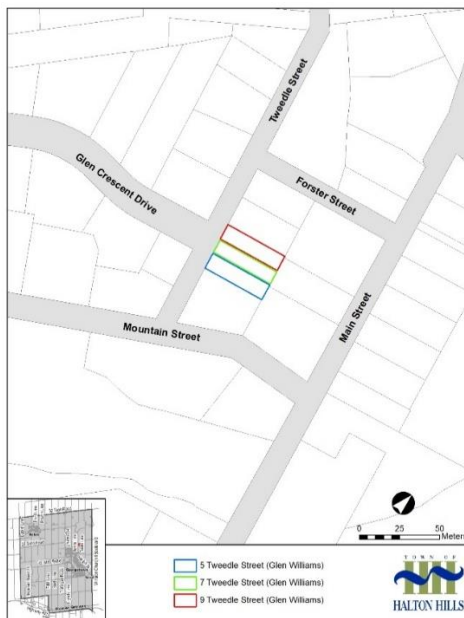 Tweedle Street
Glen Crescent Drive
Forster Street
Main Street
Mountain Street
0
25
50
Meters
5 Tweedle Street (Glen Williams)
7 Tweedle Street (Glen Williams)
9 Tweedle Street (Glen Williams)
TOWN OF
HALTON HILLS